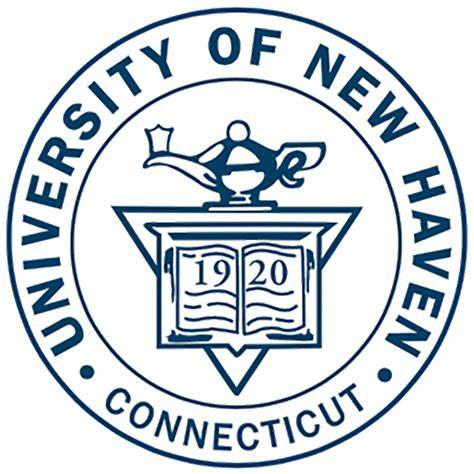 UNIVERSITY OF NEW HAVEN
1920
• CONNECTICUT •